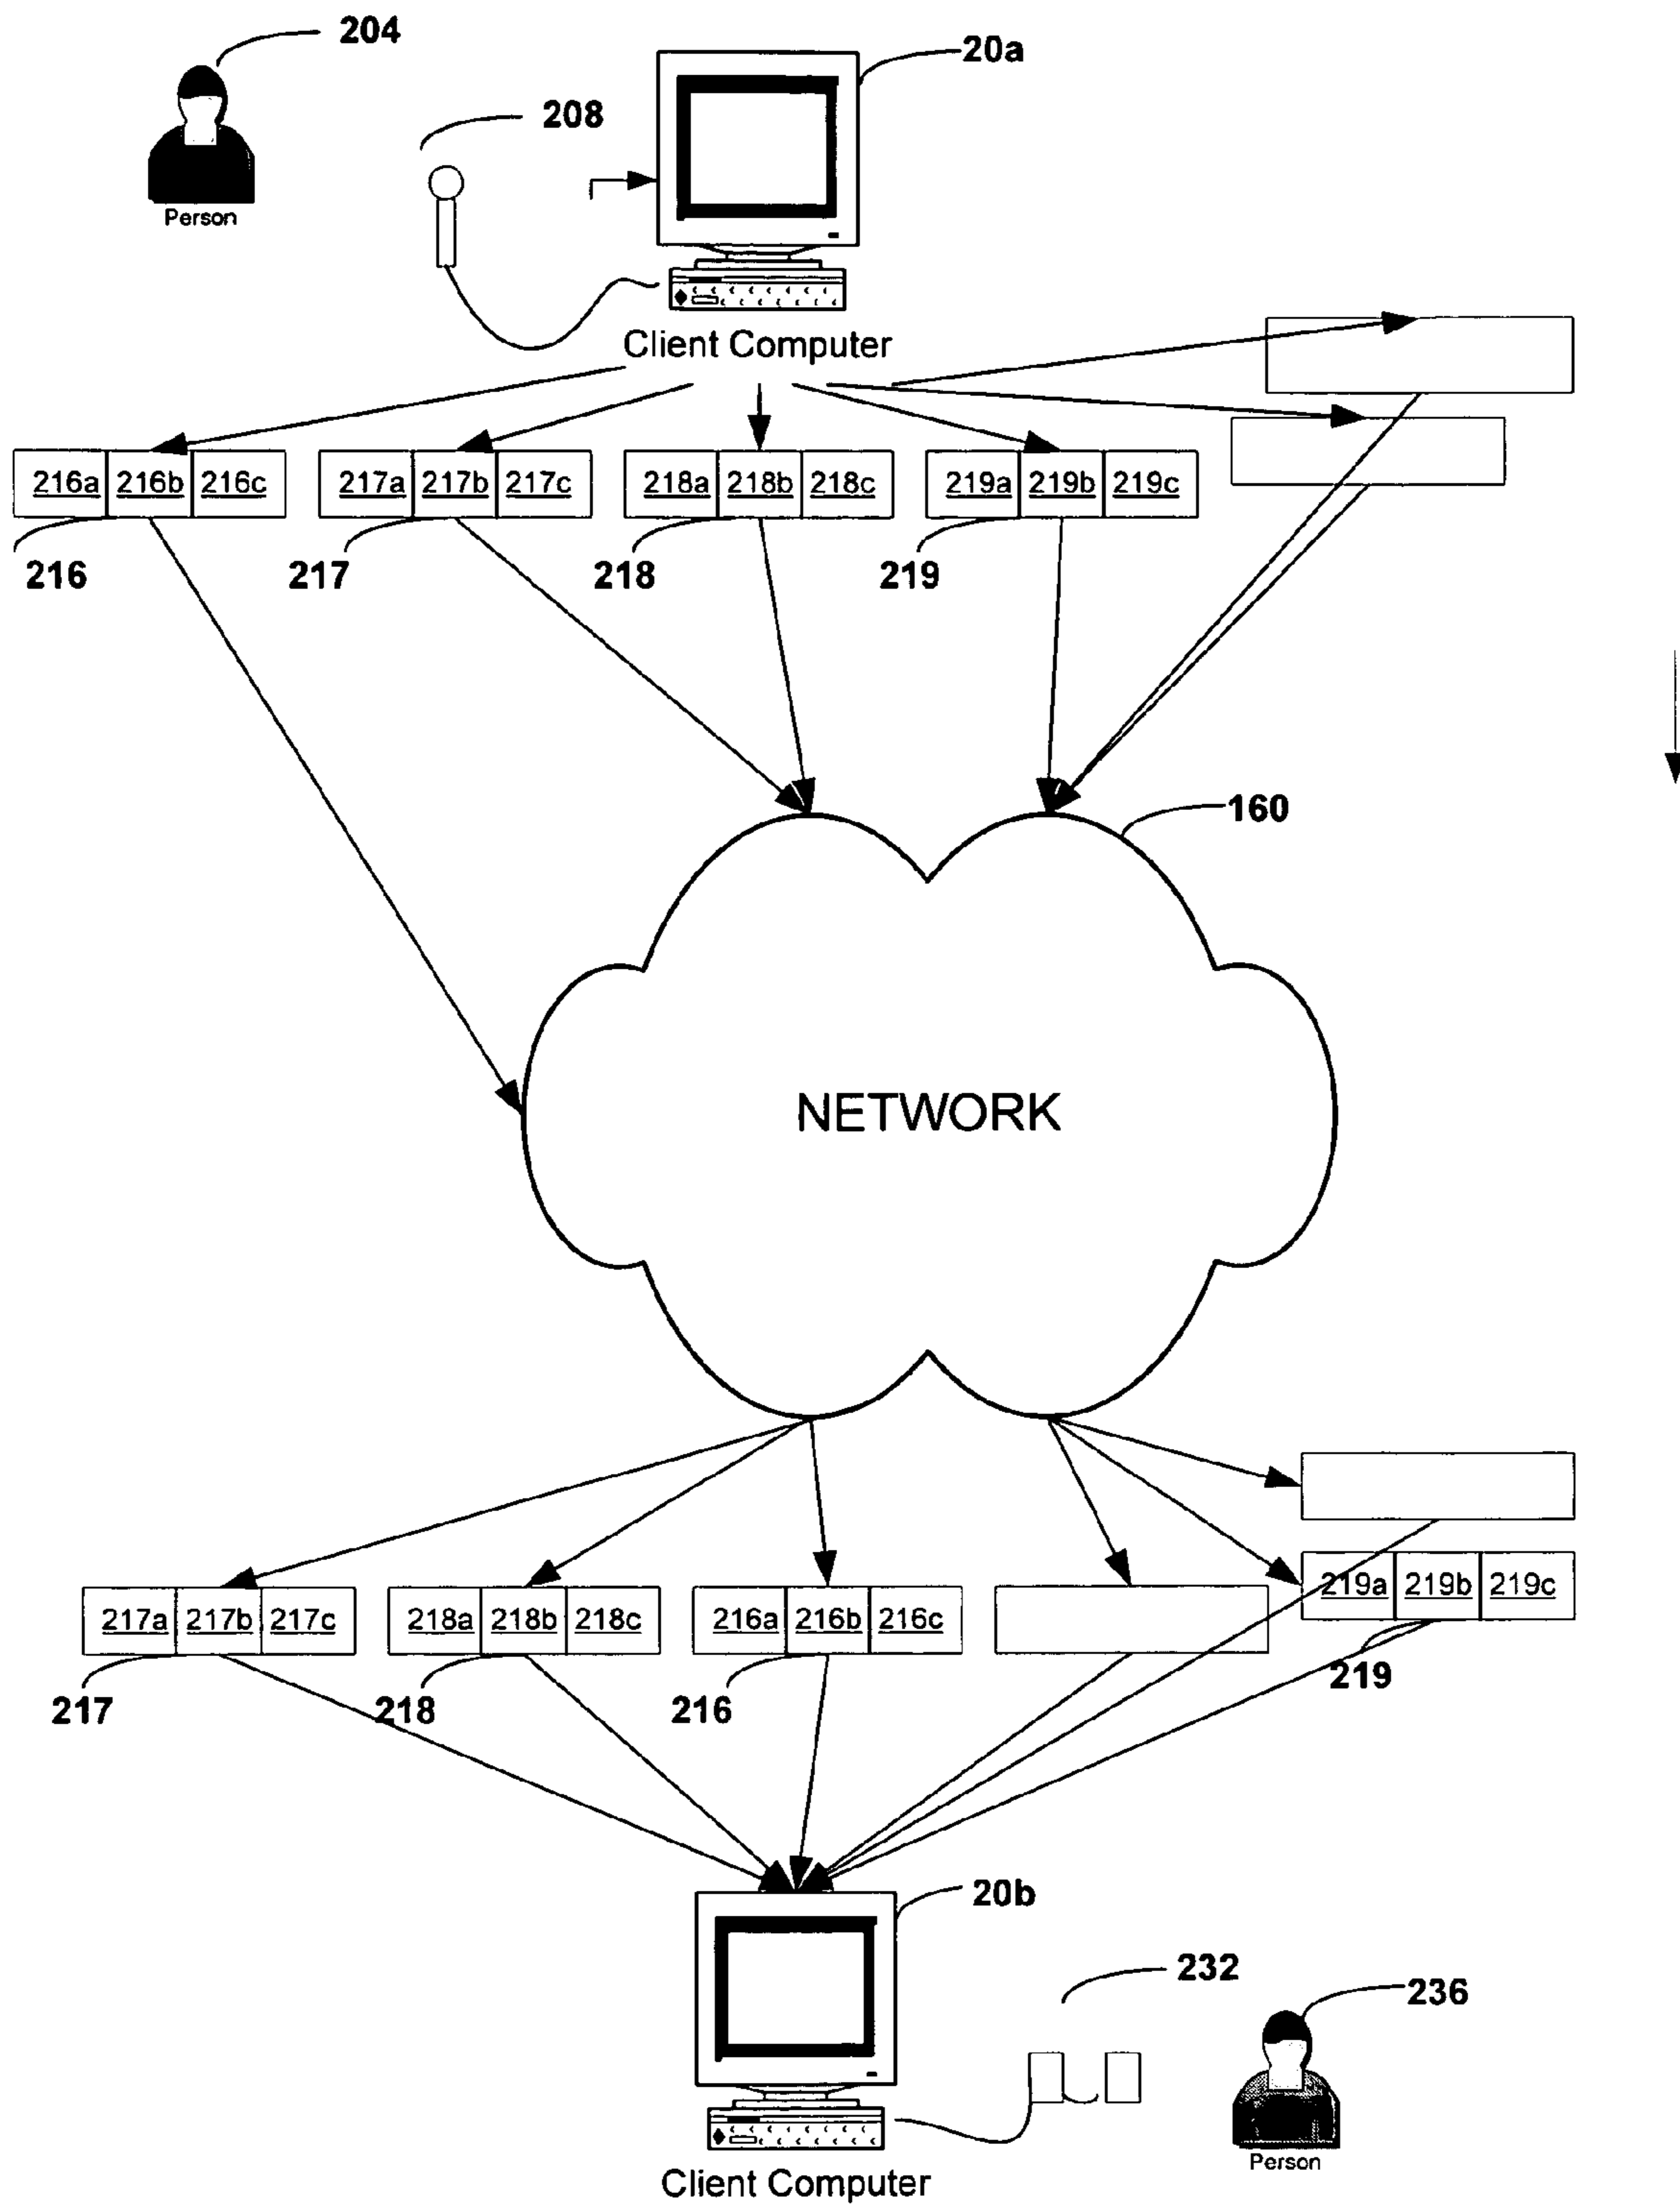 204
20a
208
Person
Client Computer
216a 216b 216c 217a 217b 217c 218a 218b 218c 219a 219b 219c
216 217 218 219
160
NETWORK
219a 219b 219c
217a 217b 217c 218a 218b 218c 216a 216b 216c
219
217 218 216
20b
232
236
Person
Client Computer